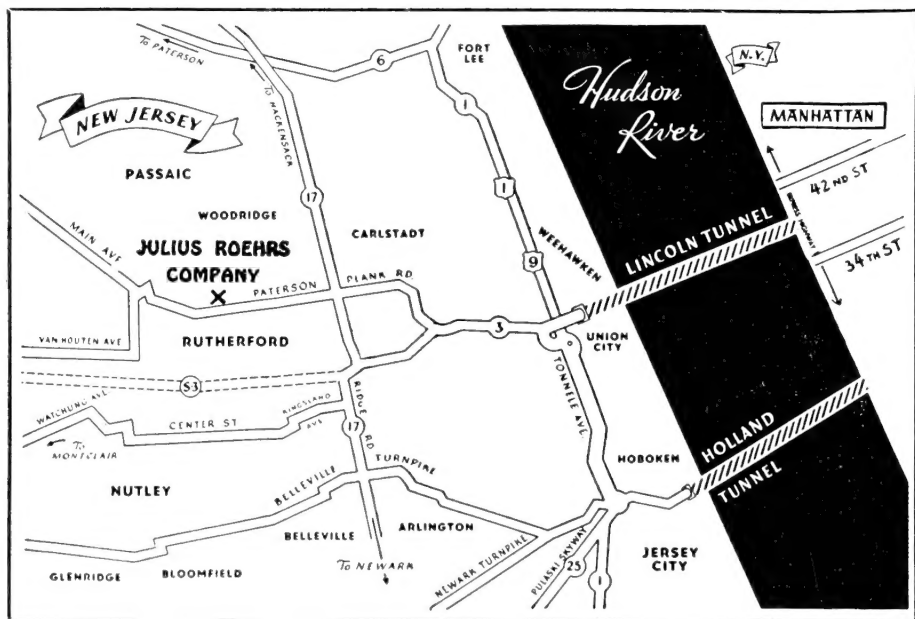 To PATERSON
6
FORT
LEE
N.Y.
Hudson
River
To HACKENSACK
NEW JERSEY
1
MANHATTAN
PASSAIC
42ND ST
17
1
WOODRIDGE
MAIN AVE
CARLSTADT
WEEHAWKEN
LINCOLN TUNNEL
34TH ST
JULIUS ROEHRS
COMPANY
9
X
PATERSON
PLANK RD.
3
VAN HOUTEN AVE
RUTHERFORD
UNION
CITY
S-3
WATCHUNG AVE
KINGSLAND
AVE
RIDGE
RD
TONNELE AVE.
CENTER ST
To
MONTCLAIR
17
HOLLAND
TUNNEL
HOBOKEN
TURNPIKE
NUTLEY
BELLEVILLE
ARLINGTON
BELLEVILLE
To NEWARK
NEWARK TURNPIKE
PULASKI SKYWAY
25
1
JERSEY
CITY
GLENRIDGE
BLOOMFIELD